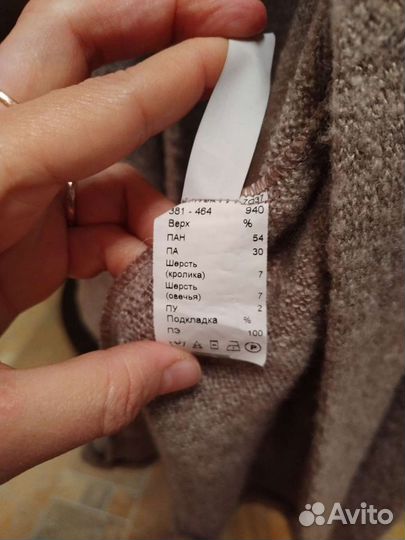 381 - 464 940
Верх %
ПАН 54
ПА 30
Шерсть
(кролика) 7
Шерсть
(овечья) 7
ПУ 2
Подкладка %
ПЭ 100
P
Avito